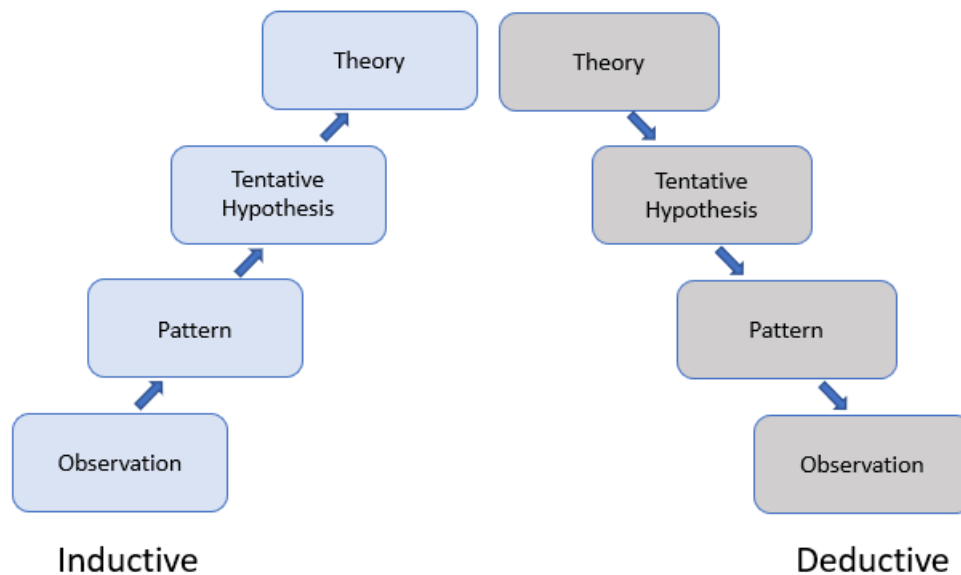 Theory
Theory
Tentative
Hypothesis
Tentative
Hypothesis
Pattern
Pattern
Observation
Observation
Inductive
Deductive